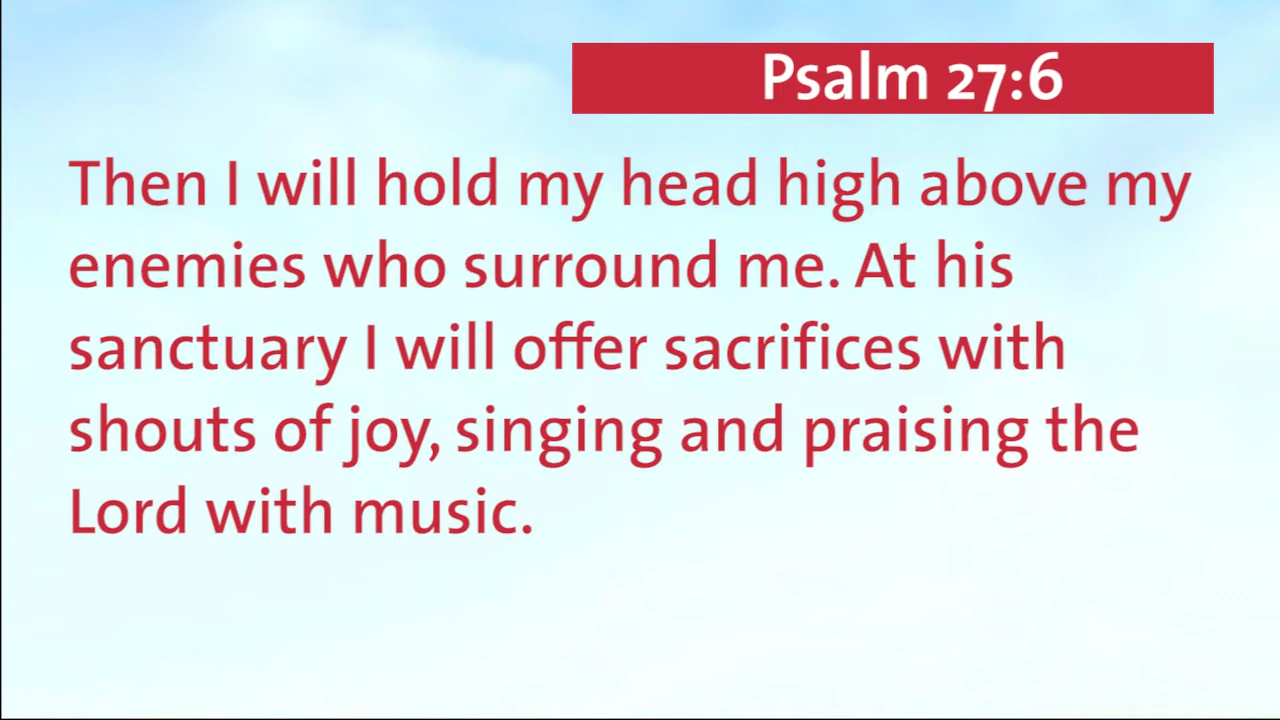 Psalm 27:6
Then I will hold my head high above my
enemies who surround me. At his
sanctuary I will offer sacrifices with
shouts of joy, singing and praising the
Lord with music.